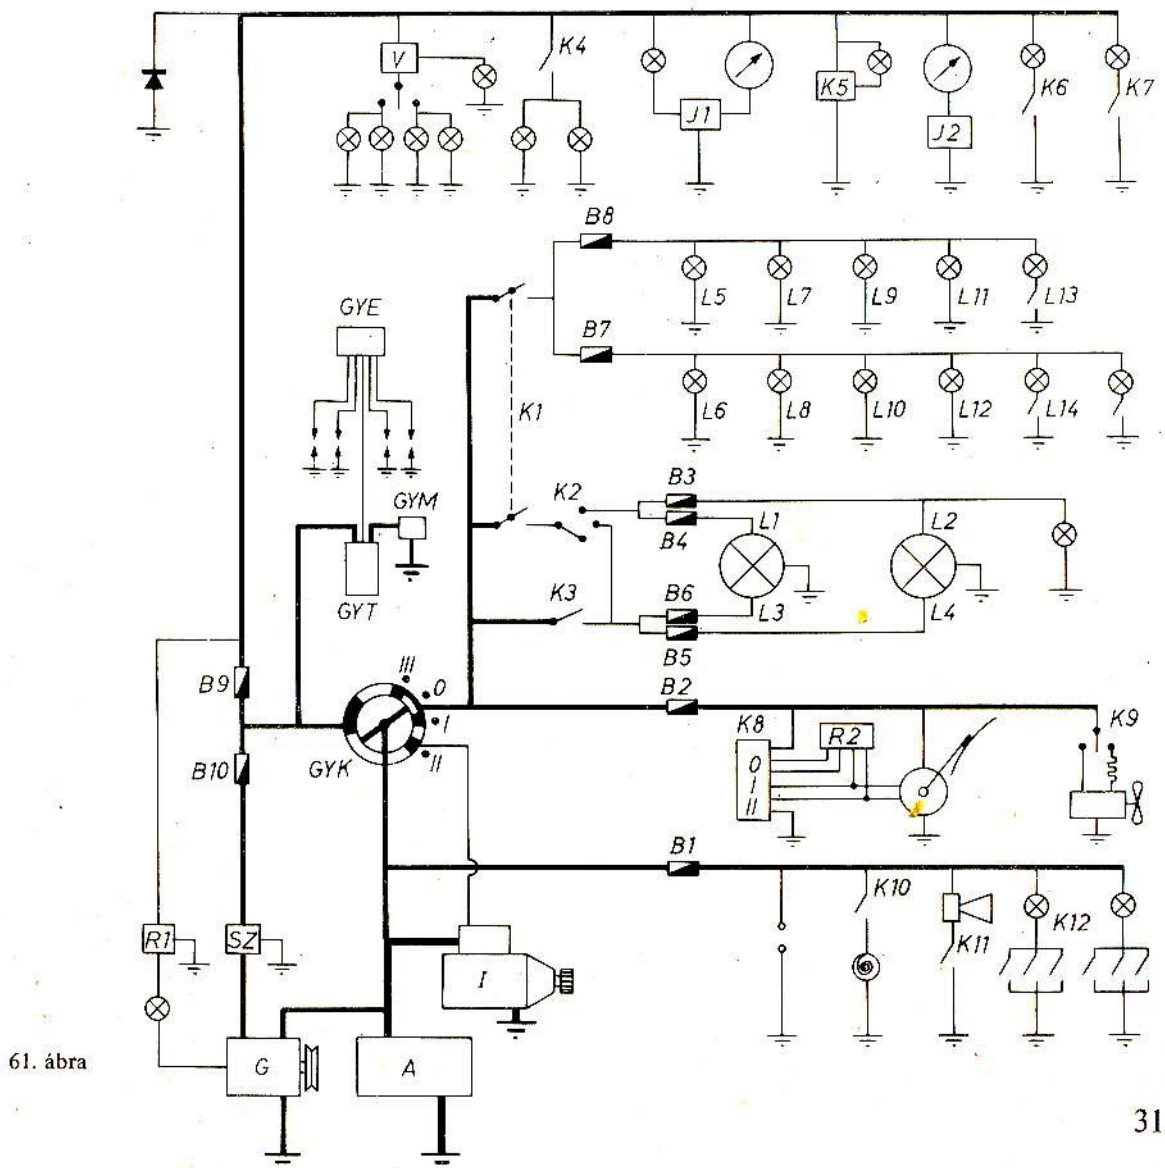 V
K4
J1
K5
J2
K6
K7
B8
L5
L7
L9
L11
L13
GYE
B7
L6
L8
L10
L12
L14
K1
GYM
K2
B3
B4
L1
L2
GYT
K3
B6
L3
L4
B5
B9
III
0
I
II
B2
B10
GYK
K8
0
I
II
R2
K9
B1
K10
K11
K12
R1
SZ
I
G
A
61. ábra
31